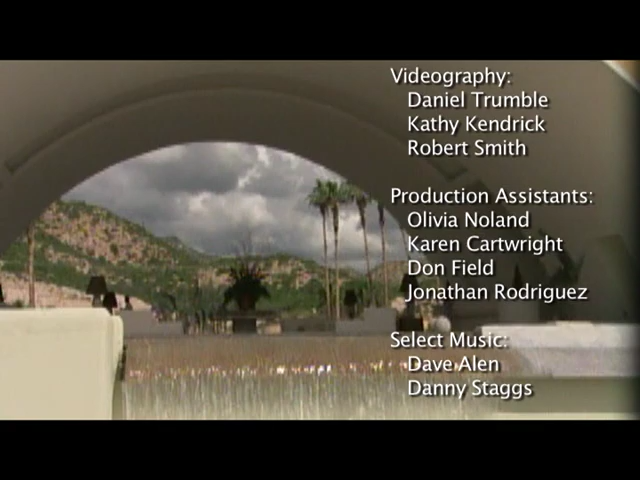 Videography:
Daniel Trumble
Kathy Kendrick
Robert Smith
Production Assistants:
Olivia Noland
Karen Cartwright
Don Field
Jonathan Rodriguez
Select Music:
Dave Alen
Danny Staggs